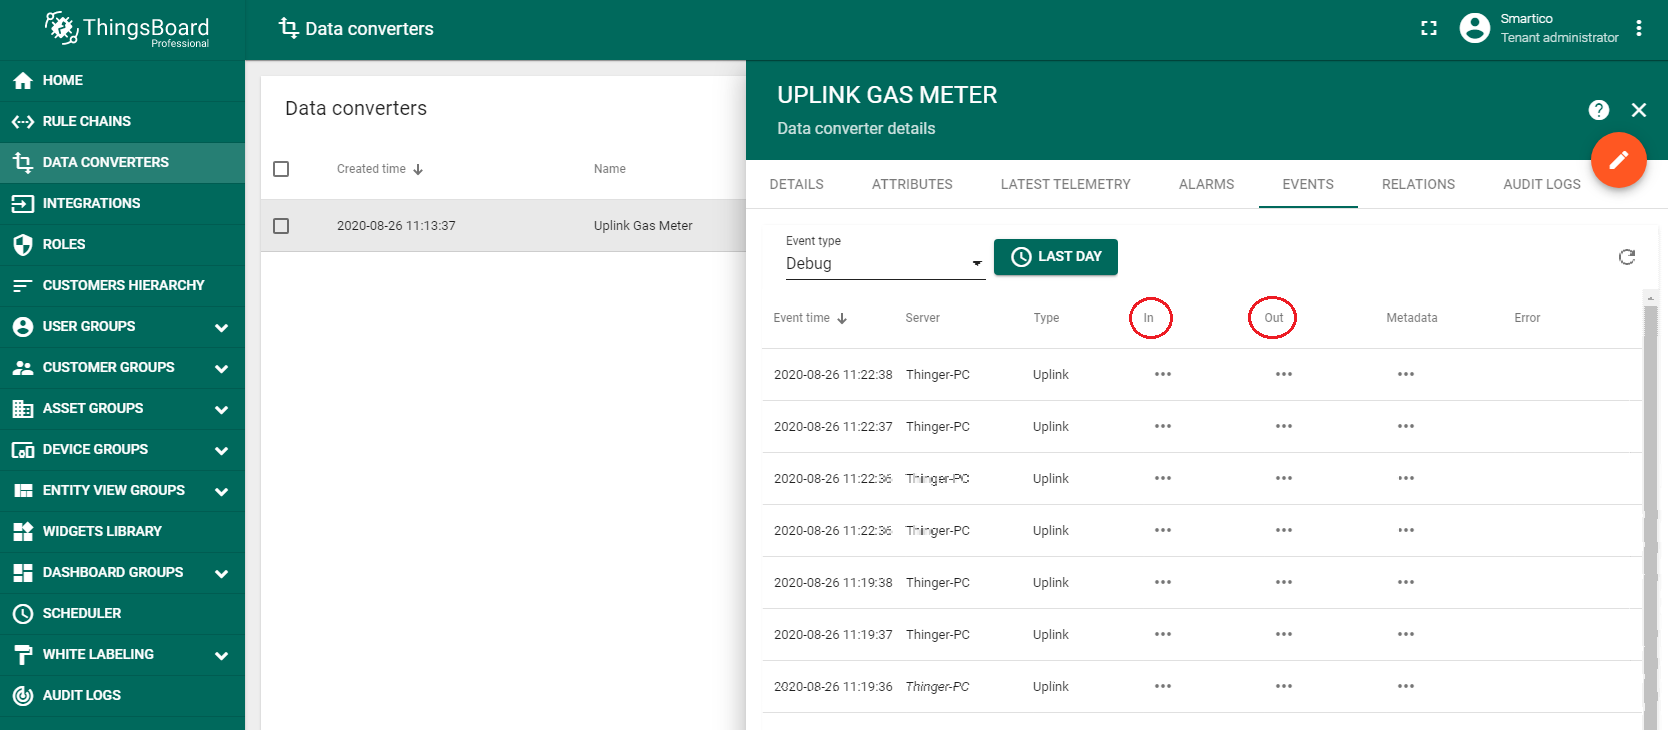 ThingsBoard
Professional
Data converters
Smartico
Tenant administrator
HOME
RULE CHAINS
DATA CONVERTERS
INTEGRATIONS
ROLES
CUSTOMERS HIERARCHY
USER GROUPS
CUSTOMER GROUPS
ASSET GROUPS
DEVICE GROUPS
ENTITY VIEW GROUPS
WIDGETS LIBRARY
DASHBOARD GROUPS
SCHEDULER
WHITE LABELING
AUDIT LOGS
Data converters
Created time Name
2020-08-26 11:13:37 Uplink Gas Meter
UPLINK GAS METER
Data converter details
DETAILS ATTRIBUTES LATEST TELEMETRY ALARMS EVENTS RELATIONS AUDIT LOGS
Event type
Debug
LAST DAY
Event time Server Type In Out Metadata Error
2020-08-26 11:22:38 Thinger-PC Uplink ••• ••• •••
2020-08-26 11:22:37 Thinger-PC Uplink ••• ••• •••
2020-08-26 11:22:36 Thinger-PC Uplink ••• ••• •••
2020-08-26 11:22:36 Thinger-PC Uplink ••• ••• •••
2020-08-26 11:19:38 Thinger-PC Uplink ••• ••• •••
2020-08-26 11:19:37 Thinger-PC Uplink ••• ••• •••
2020-08-26 11:19:36 Thinger-PC Uplink ••• ••• •••